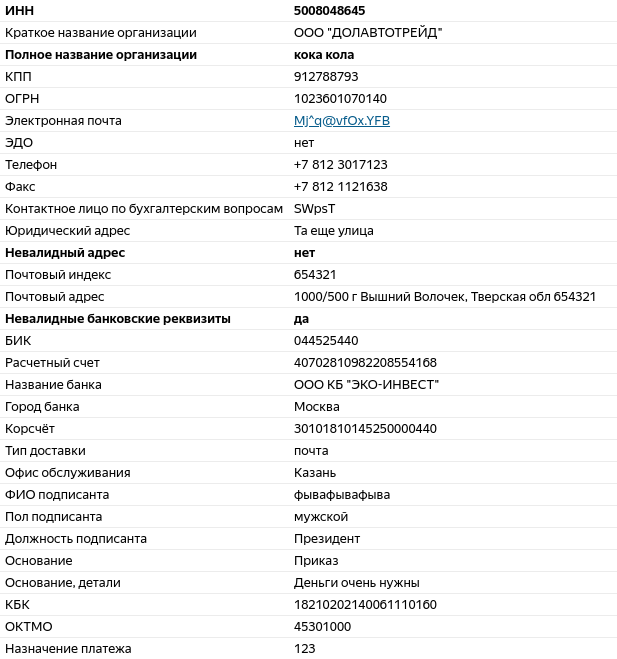 ИНН 5008048645
Краткое название организации ООО "ДОЛАВТОТРЕЙД"
Полное название организации кока кола
КПП 912788793
ОГРН 1023601070140
Электронная почта Mj^q@vfOx.YFB
ЭДО нет
Телефон +7 812 3017123
Факс +7 812 1121638
Контактное лицо по бухгалтерским вопросам SWpsT
Юридический адрес Та еще улица
Невалидный адрес нет
Почтовый индекс 654321
Почтовый адрес 1000/500 г Вышний Волочек, Тверская обл 654321
Невалидные банковские реквизиты да
БИК 044525440
Расчетный счет 40702810982208554168
Название банка ООО КБ "ЭКО-ИНВЕСТ"
Город банка Москва
Корсчёт 30101810145250000440
Тип доставки почта
Офис обслуживания Казань
ФИО подписанта фывафывафыва
Пол подписанта мужской
Должность подписанта Президент
Основание Приказ
Основание, детали Деньги очень нужны
КБК 18210202140061110160
ОКТМО 45301000
Назначение платежа 123